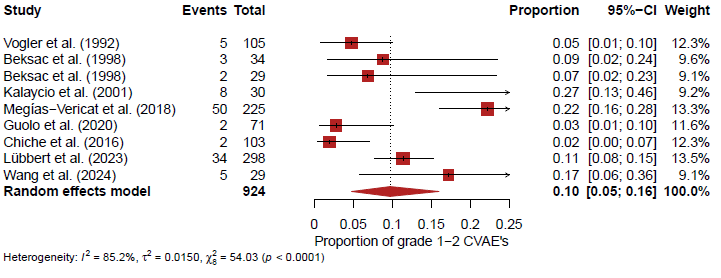 Study Events Total Proportion 95%−CI Weight
Vogler et al. (1992) 5 105 0.05 [0.01; 0.10] 12.3%
Beksac et al. (1998) 3 34 0.09 [0.02; 0.24] 9.6%
Beksac et al. (1998) 2 29 0.07 [0.02; 0.23] 9.1%
Kalaycio et al. (2001) 8 30 0.27 [0.13; 0.46] 9.2%
Megías−Vericat et al. (2018) 50 225 0.22 [0.16; 0.28] 13.3%
Guolo et al. (2020) 2 71 0.03 [0.01; 0.10] 11.6%
Chiche et al. (2016) 2 103 0.02 [0.00; 0.07] 12.3%
Lübbert et al. (2023) 34 298 0.11 [0.08; 0.15] 13.5%
Wang et al. (2024) 5 29 0.17 [0.06; 0.36] 9.1%
Random effects model 924 0.10 [0.05; 0.16] 100.0%
0 0.05 0.1 0.15 0.2 0.25
Proportion of grade 1−2 CVAE's
Heterogeneity: I² = 85.2%, τ² = 0.0150, χ²₈ = 54.03 (p < 0.0001)